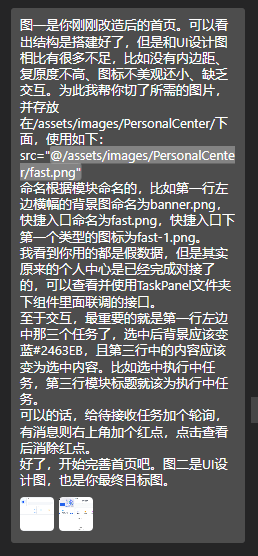 图一是你刚刚改造后的首页。可以看
出结构是搭建好了，但是和UI设计图
相比有很多不足，比如没有内边距、
复原度不高、图标不美观还小、缺乏
交互。为此我帮你切了所需的图片，
并存放
在/assets/images/PersonalCenter/下
面，使用如下：
src="@/assets/images/PersonalCente
r/fast.png"
命名根据模块命名的，比如第一行左
边横幅的背景图命名为banner.png，
快捷入口命名为fast.png，快捷入口下
第一个类型的图标为fast-1.png。
我看到你用的都是假数据，但是其实
原来的个人中心是已经完成对接了
的，可以查看并使用TaskPanel文件夹
下组件里面联调的接口。
至于交互，最重要的就是第一行左边
中那三个任务了，选中后背景应该变
蓝#2463EB，且第三行中的内容应该
变为选中内容。比如选中执行中任
务，第三行模块标题就该为执行中任
务。
可以的话，给待接收任务加个轮询，
有消息则右上角加个红点，点击查看
后消除红点。
好了，开始完善首页吧。图二是UI设
计图，也是你最终目标图。